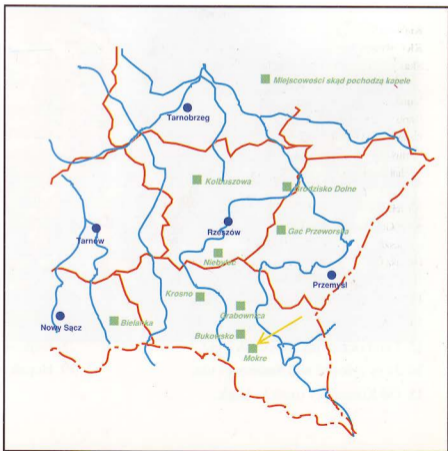 Miejscowości skąd pochodzą kapele
Tarnobrzeg
Kolbuszowa
Grodzisko Dolne
Tarnów
Rzeszów
Gać Przeworska
Niebylec
Przemyśl
Krosno
Grabownica
Nowy Sącz
Bielanka
Bukowsko
Mokre